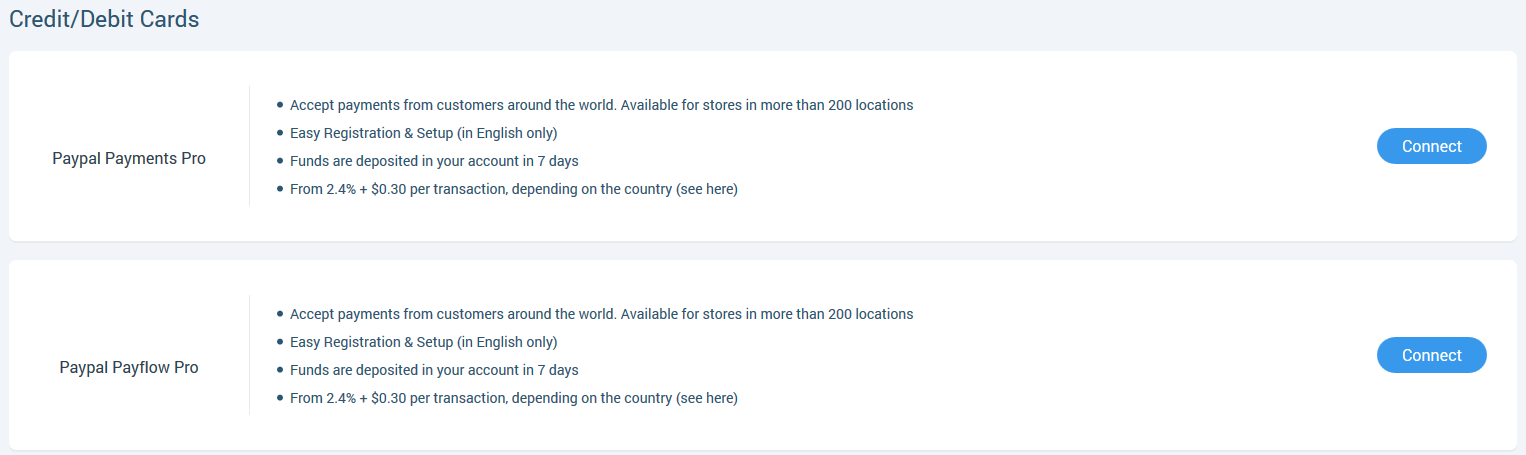 Credit/Debit Cards
Paypal Payments Pro
• Accept payments from customers around the world. Available for stores in more than 200 locations
• Easy Registration & Setup (in English only)
• Funds are deposited in your account in 7 days
• From 2.4% + $0.30 per transaction, depending on the country (see here)
Connect
Paypal Payflow Pro
• Accept payments from customers around the world. Available for stores in more than 200 locations
• Easy Registration & Setup (in English only)
• Funds are deposited in your account in 7 days
• From 2.4% + $0.30 per transaction, depending on the country (see here)
Connect